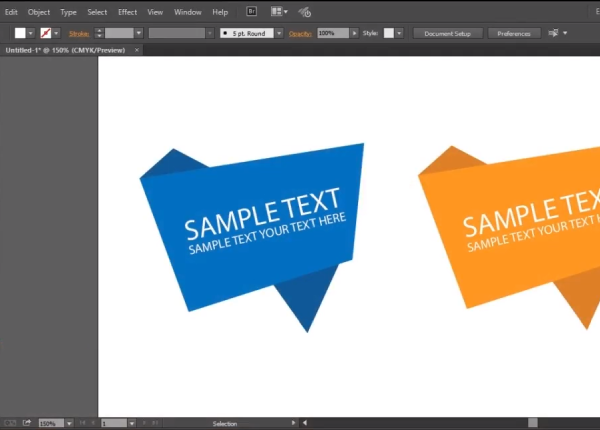 Edit Object Type Select Effect View Window Help Br
Stroke: 5 pt. Round Opacity: 100% Style: Document Setup Preferences
Untitled-1* @ 150% (CMYK/Preview) ×
SAMPLE TEXT
SAMPLE TEXT YOUR TEXT HERE
SAMPLE TEX
SAMPLE TEXT YOUR TEXT H
150% 1 Selection